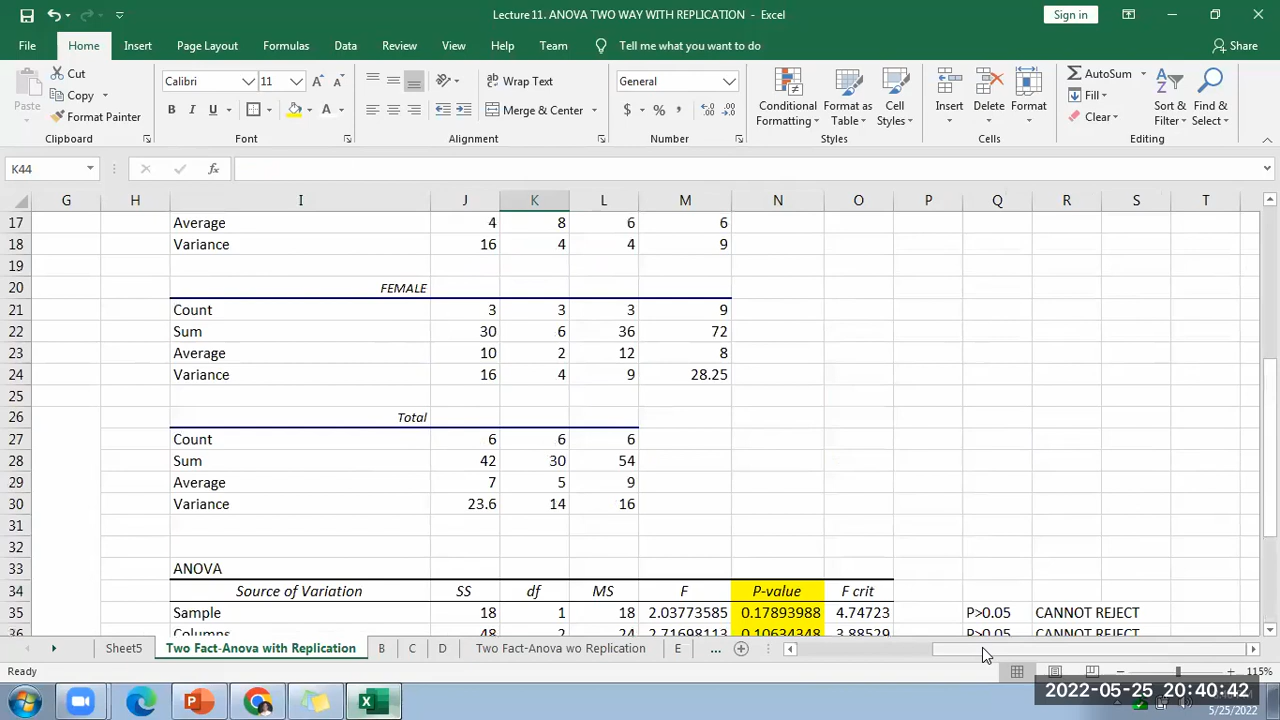 Lecture 11. ANOVA TWO WAY WITH REPLICATION - Excel
Sign in
File Home Insert Page Layout Formulas Data Review View Help Team Tell me what you want to do Share
Cut
Copy
Format Painter
Paste
Clipboard
Calibri 11
B I U
Font
Wrap Text
Merge & Center
Alignment
General
$ % ,
Number
Conditional Formatting
Format as Table
Cell Styles
Styles
Insert
Delete
Format
Cells
AutoSum
Fill
Clear
Sort & Filter
Find & Select
Editing
K44 fx
G H I J K L M N O P Q R S T
17 Average 4 8 6 6
18 Variance 16 4 4 9
19
20 FEMALE
21 Count 3 3 3 9
22 Sum 30 6 36 72
23 Average 10 2 12 8
24 Variance 16 4 9 28.25
25
26 Total
27 Count 6 6 6
28 Sum 42 30 54
29 Average 7 5 9
30 Variance 23.6 14 16
31
32
33 ANOVA
34 Source of Variation SS df MS F P-value F crit
35 Sample 18 1 18 2.03773585 0.17893988 4.74723 P>0.05 CANNOT REJECT
36 Columns 48 2 24 2.71698113 0.10634348 3.88529 P>0.05 CANNOT REJECT
Sheet5 Two Fact-Anova with Replication B C D Two Fact-Anova wo Replication E ...
Ready
115%
2022-05-25 20:40:42
5/25/2022